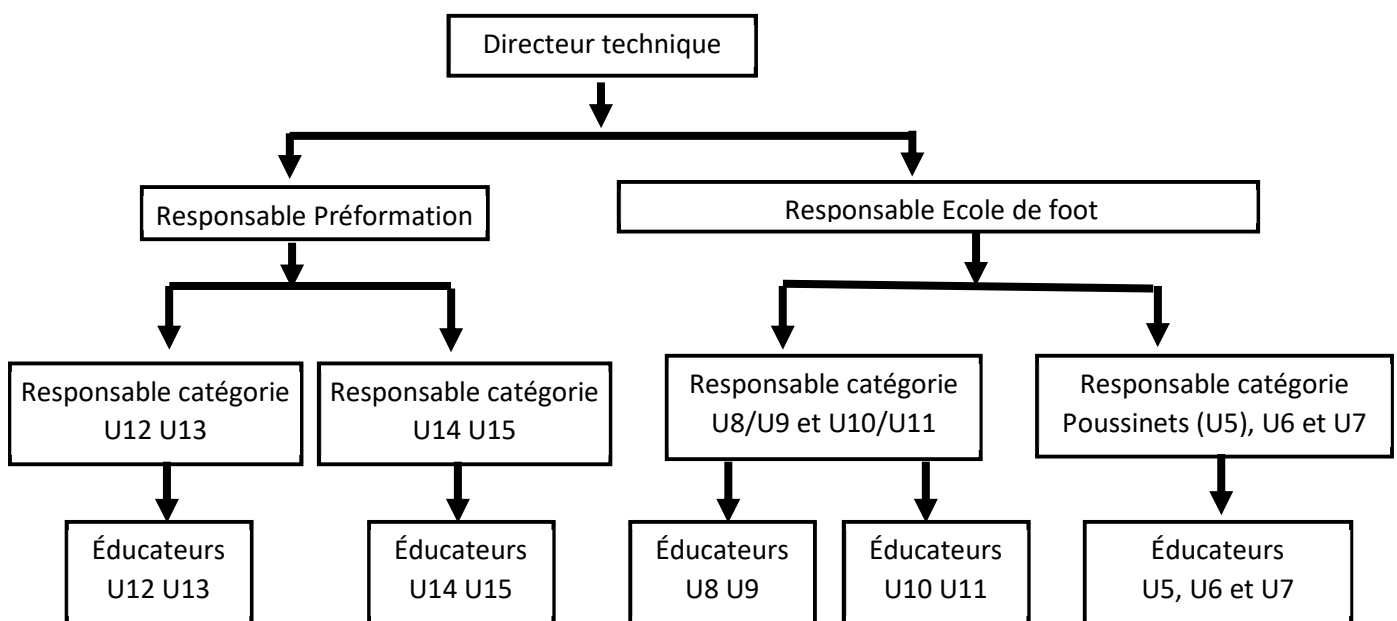 Directeur technique
Responsable Préformation
Responsable Ecole de foot
Responsable catégorie
U12 U13
Responsable catégorie
U14 U15
Responsable catégorie
U8/U9 et U10/U11
Responsable catégorie
Poussinets (U5), U6 et U7
Éducateurs
U12 U13
Éducateurs
U14 U15
Éducateurs
U8 U9
Éducateurs
U10 U11
Éducateurs
U5, U6 et U7